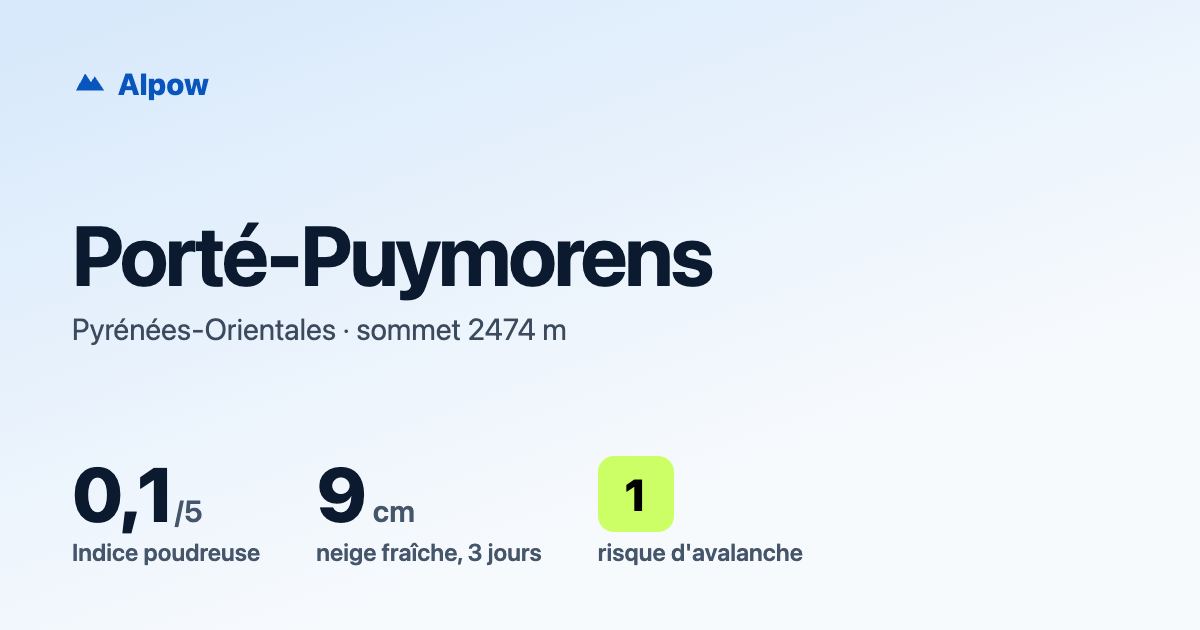 Alpow
Porté-Puymorens
Pyrénées-Orientales · sommet 2474 m
0,1/5
Indice poudreuse
9 cm
neige fraîche, 3 jours
1
risque d'avalanche